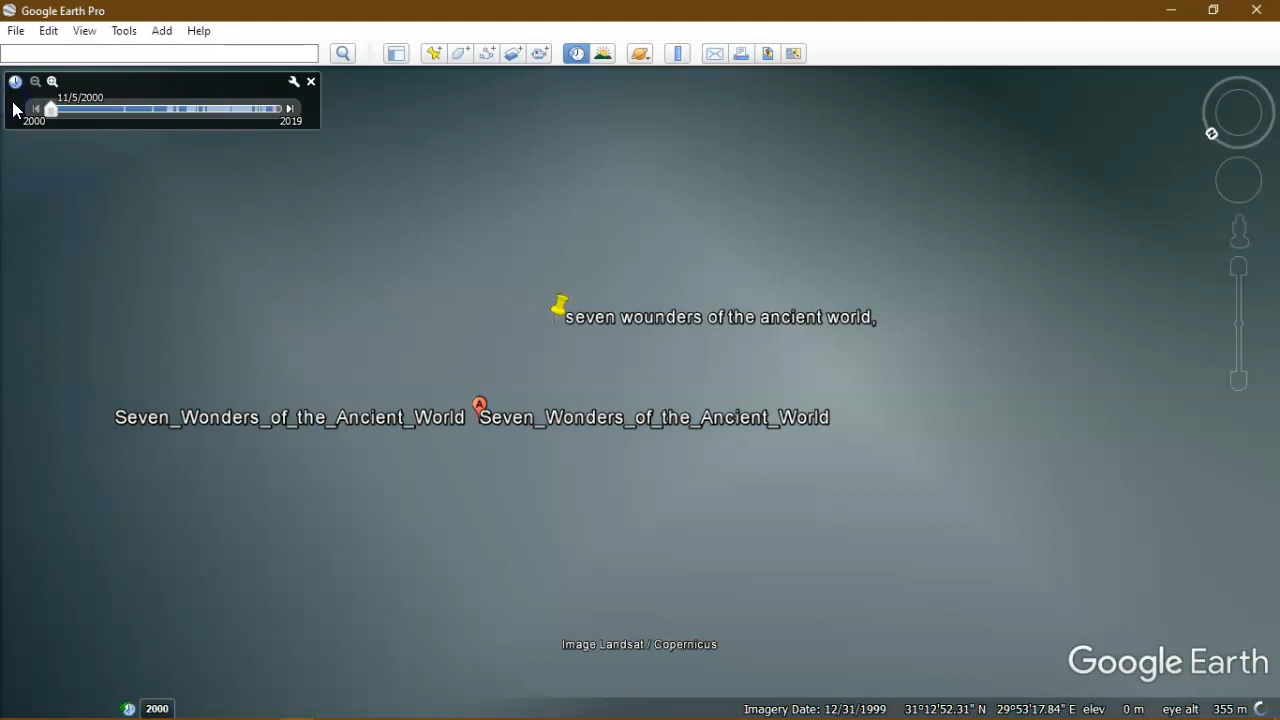 Google Earth Pro
File Edit View Tools Add Help
11/5/2000
2000 2019
N
seven wounders of the ancient world,
A
Seven_Wonders_of_the_Ancient_World Seven_Wonders_of_the_Ancient_World
Image Landsat / Copernicus
Google Earth
2000 Imagery Date: 12/31/1999 31°12'52.31" N 29°53'17.84" E elev 0 m eye alt 355 m